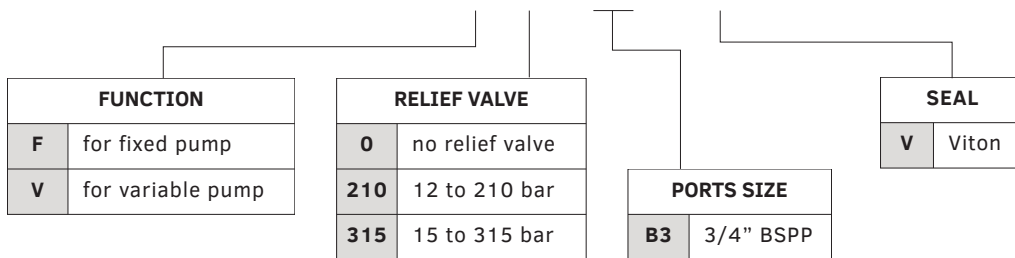 FUNCTION
F for fixed pump
V for variable pump
RELIEF VALVE
0 no relief valve
210 12 to 210 bar
315 15 to 315 bar
PORTS SIZE
B3 3/4” BSPP
SEAL
V Viton